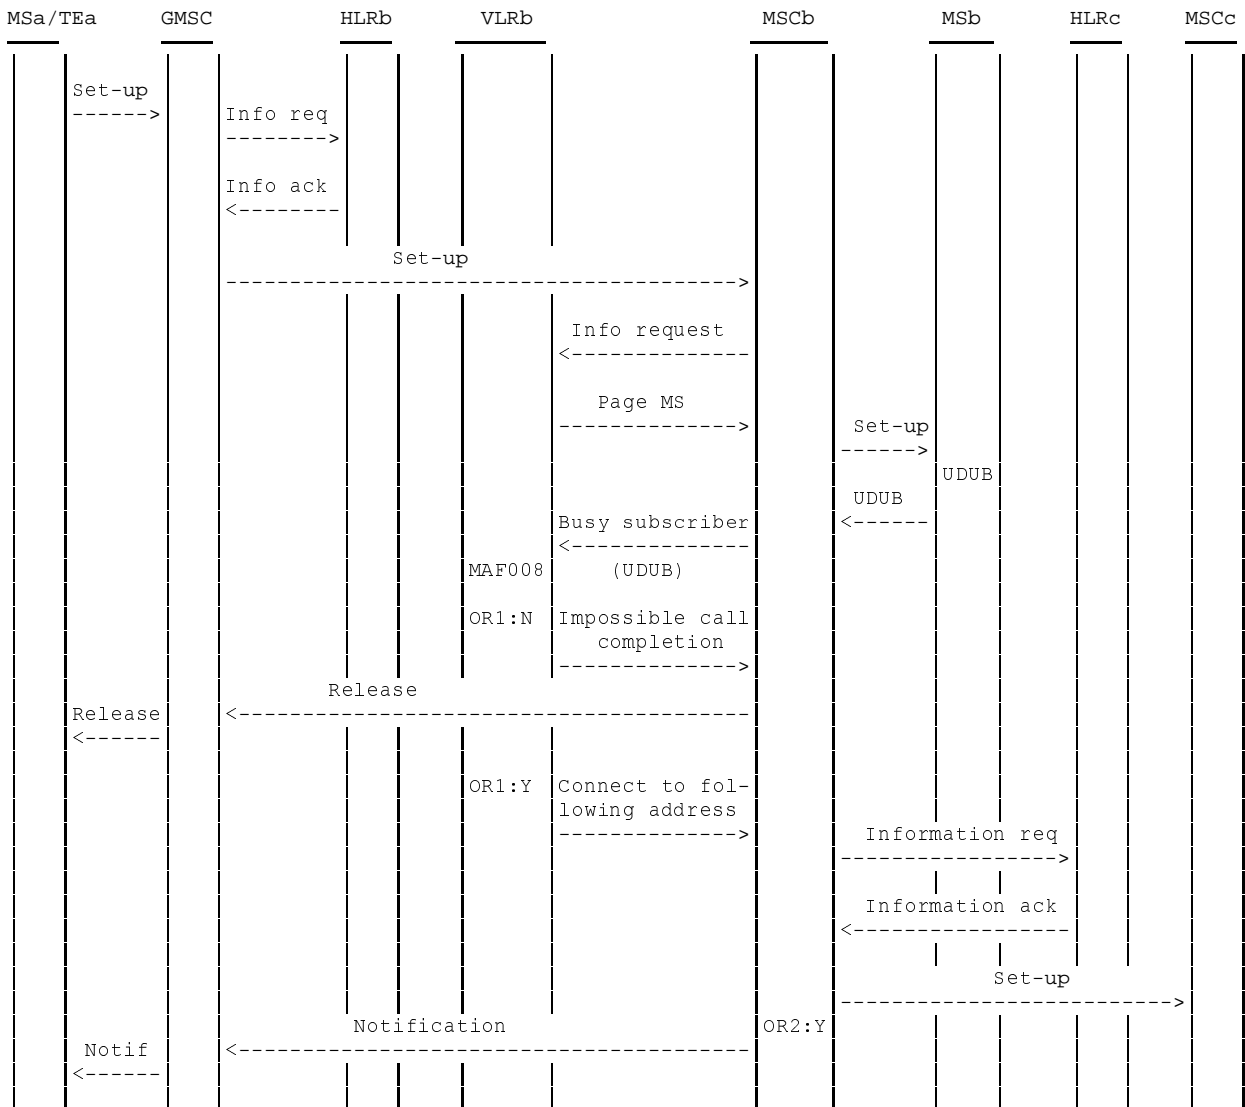 MSa/TEa GMSC HLRb VLRb MSCb MSb HLRc MSCc
Set-up
------>
Info req
-------->
Info ack
<--------
Set-up
---------------------------------------->
Info request
<--------------
Page MS
-------------->
Set-up
------>
UDUB
UDUB
<------
Busy subscriber
<--------------
MAF008 (UDUB)
OR1:N Impossible call
completion
-------------->
Release
Release <----------------------------------------
<------
OR1:Y Connect to fol-
lowing address
-------------->
Information req
----------------->
Information ack
<-----------------
Set-up
-------------------------->
Notification OR2:Y
Notif <----------------------------------------
<------